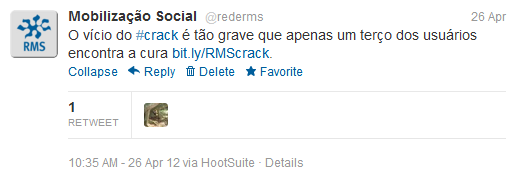 Mobilização Social @rederms 26 Apr
O vício do #crack é tão grave que apenas um terço dos usuários
encontra a cura bit.ly/RMScrack.
Collapse Reply Delete Favorite
RMS
1
RETWEET
10:35 AM - 26 Apr 12 via HootSuite · Details